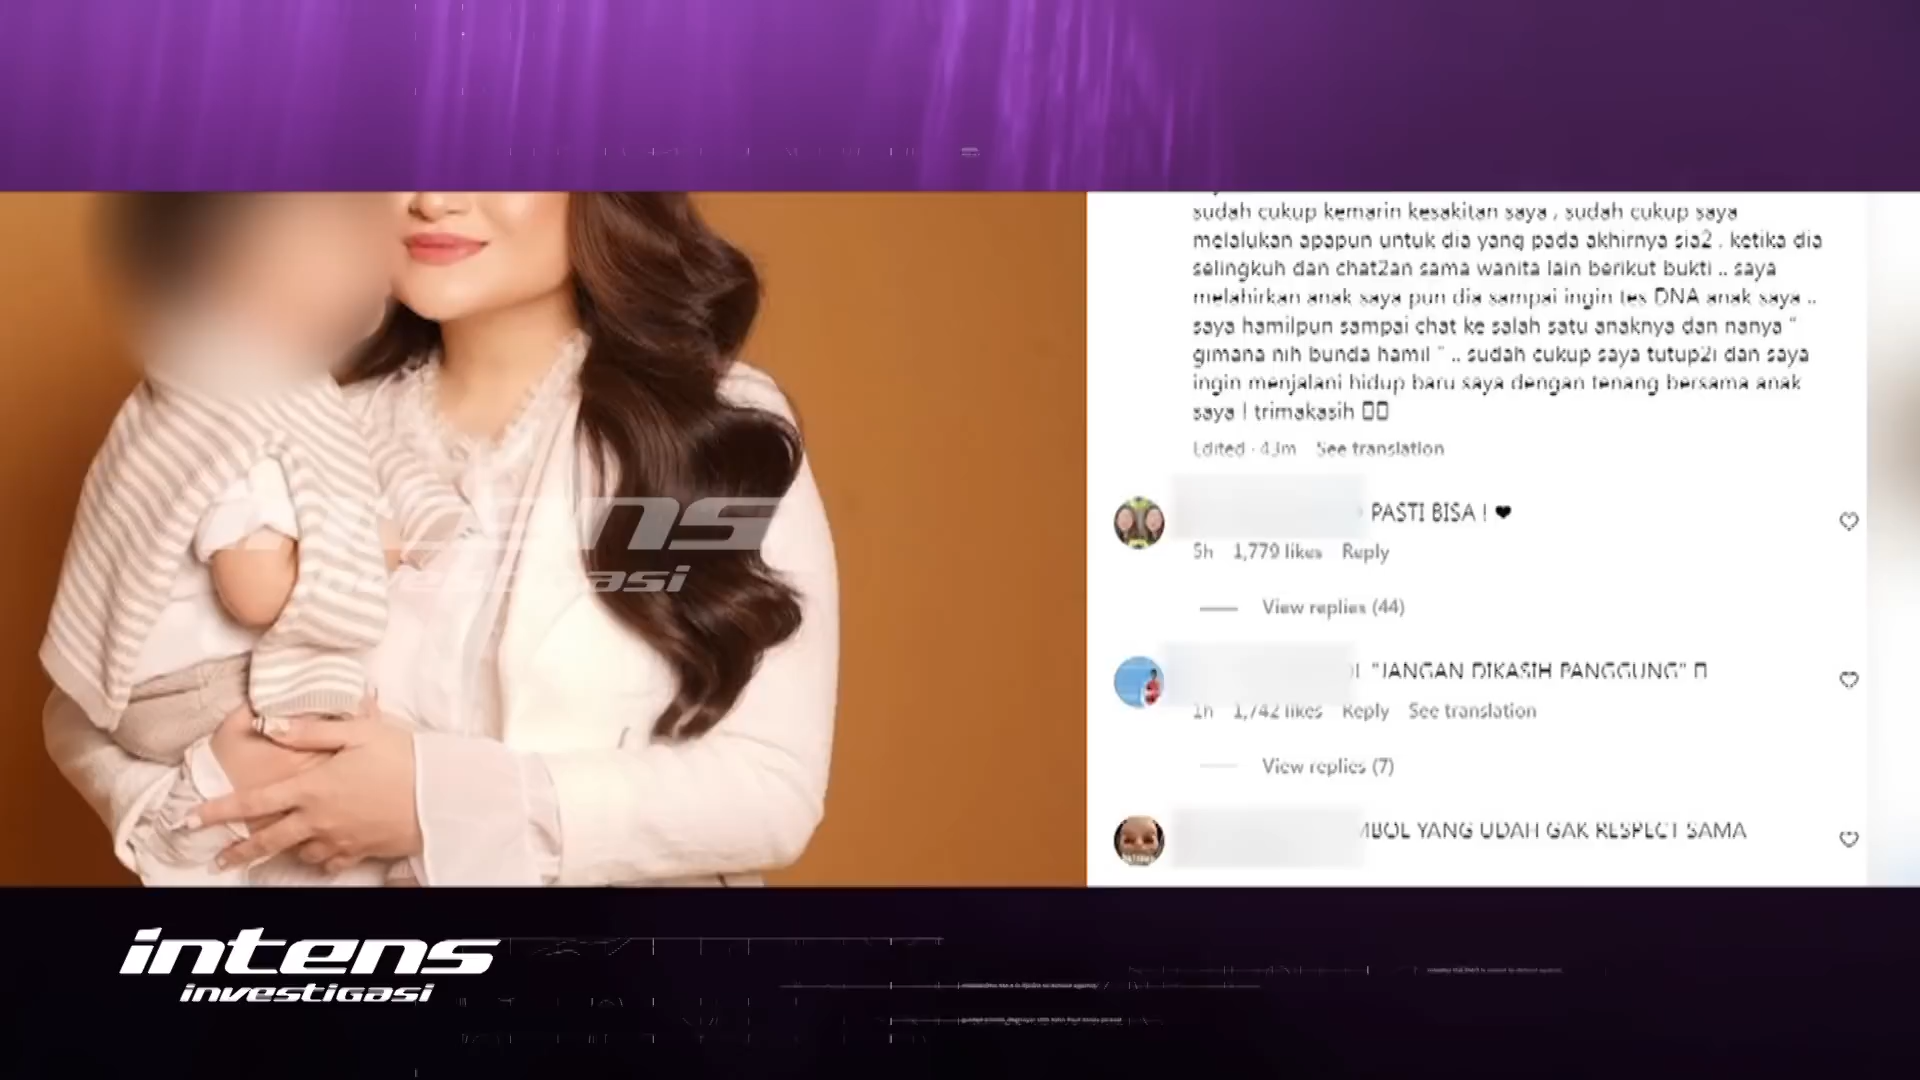 sudah cukup kemarin kesakitan saya , sudah cukup saya
melalukan apapun untuk dia yang pada akhirnya sia2 , ketika dia
selingkuh dan chat2an sama wanita lain berikut bukti .. saya
melahirkan anak saya pun dia sampai ingin tes DNA anak saya ..
saya hamilpun sampai chat ke salah satu anaknya dan nanya "
gimana nih bunda hamil " .. sudah cukup saya tutup2i dan saya
ingin menjalani hidup baru saya dengan tenang bersama anak
saya ! trimakasih
Edited · 43m See translation
PASTI BISA ! ❤
5h 1,779 likes Reply
View replies (44)
"JANGAN DIKASIH PANGGUNG"
1h 1,742 likes Reply See translation
View replies (7)
MBOL YANG UDAH GAK RESPECT SAMA
intens
investigasi
intens
investigasi